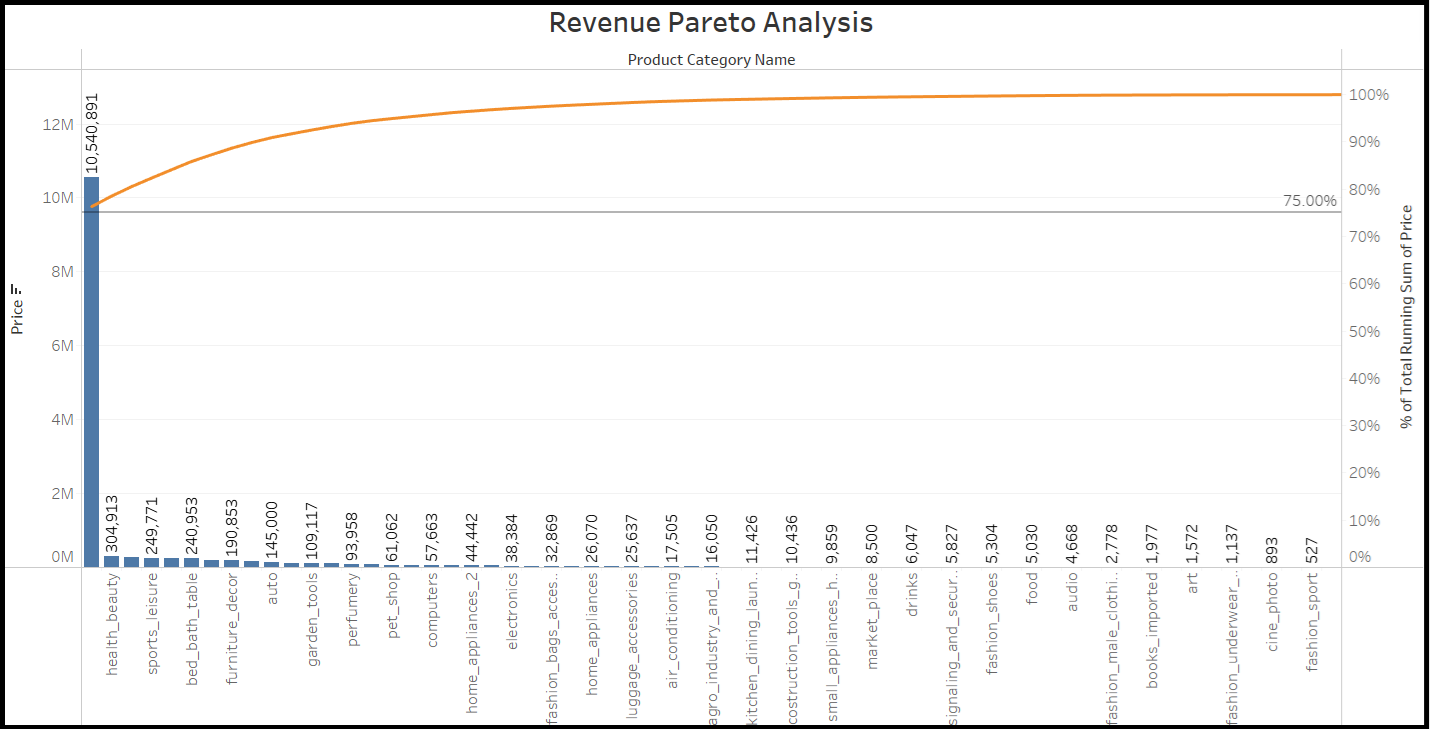 Revenue Pareto Analysis
Product Category Name
12M
10M
8M
6M
4M
2M
0M
Price
10,540,891
304,913
249,771
240,953
190,853
145,000
109,117
93,958
61,062
57,663
44,442
38,384
32,869
26,070
25,637
17,505
16,050
11,426
10,436
9,859
8,500
6,047
5,827
5,304
5,030
4,668
2,778
1,977
1,572
1,137
893
527
75.00%
100%
90%
80%
70%
60%
50%
40%
30%
20%
10%
0%
% of Total Running Sum of Price
health_beauty
sports_leisure
bed_bath_table
furniture_decor
auto
garden_tools
perfumery
pet_shop
computers
home_appliances_2
electronics
fashion_bags_acces..
home_appliances
luggage_accessories
air_conditioning
agro_industry_and_..
kitchen_dining_laun..
costruction_tools_g..
small_appliances_h..
market_place
drinks
signaling_and_secur..
fashion_shoes
food
audio
fashion_male_clothi..
books_imported
art
fashion_underwear_..
cine_photo
fashion_sport